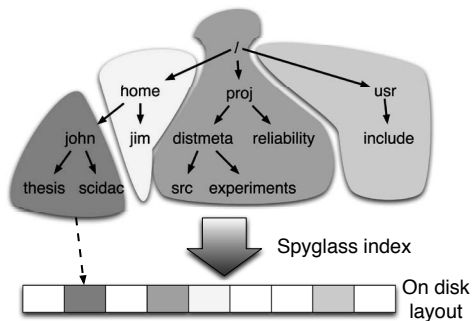 /
home
proj
usr
john
jim
distmeta
reliability
include
thesis
scidac
src
experiments
Spyglass index
On disk
layout